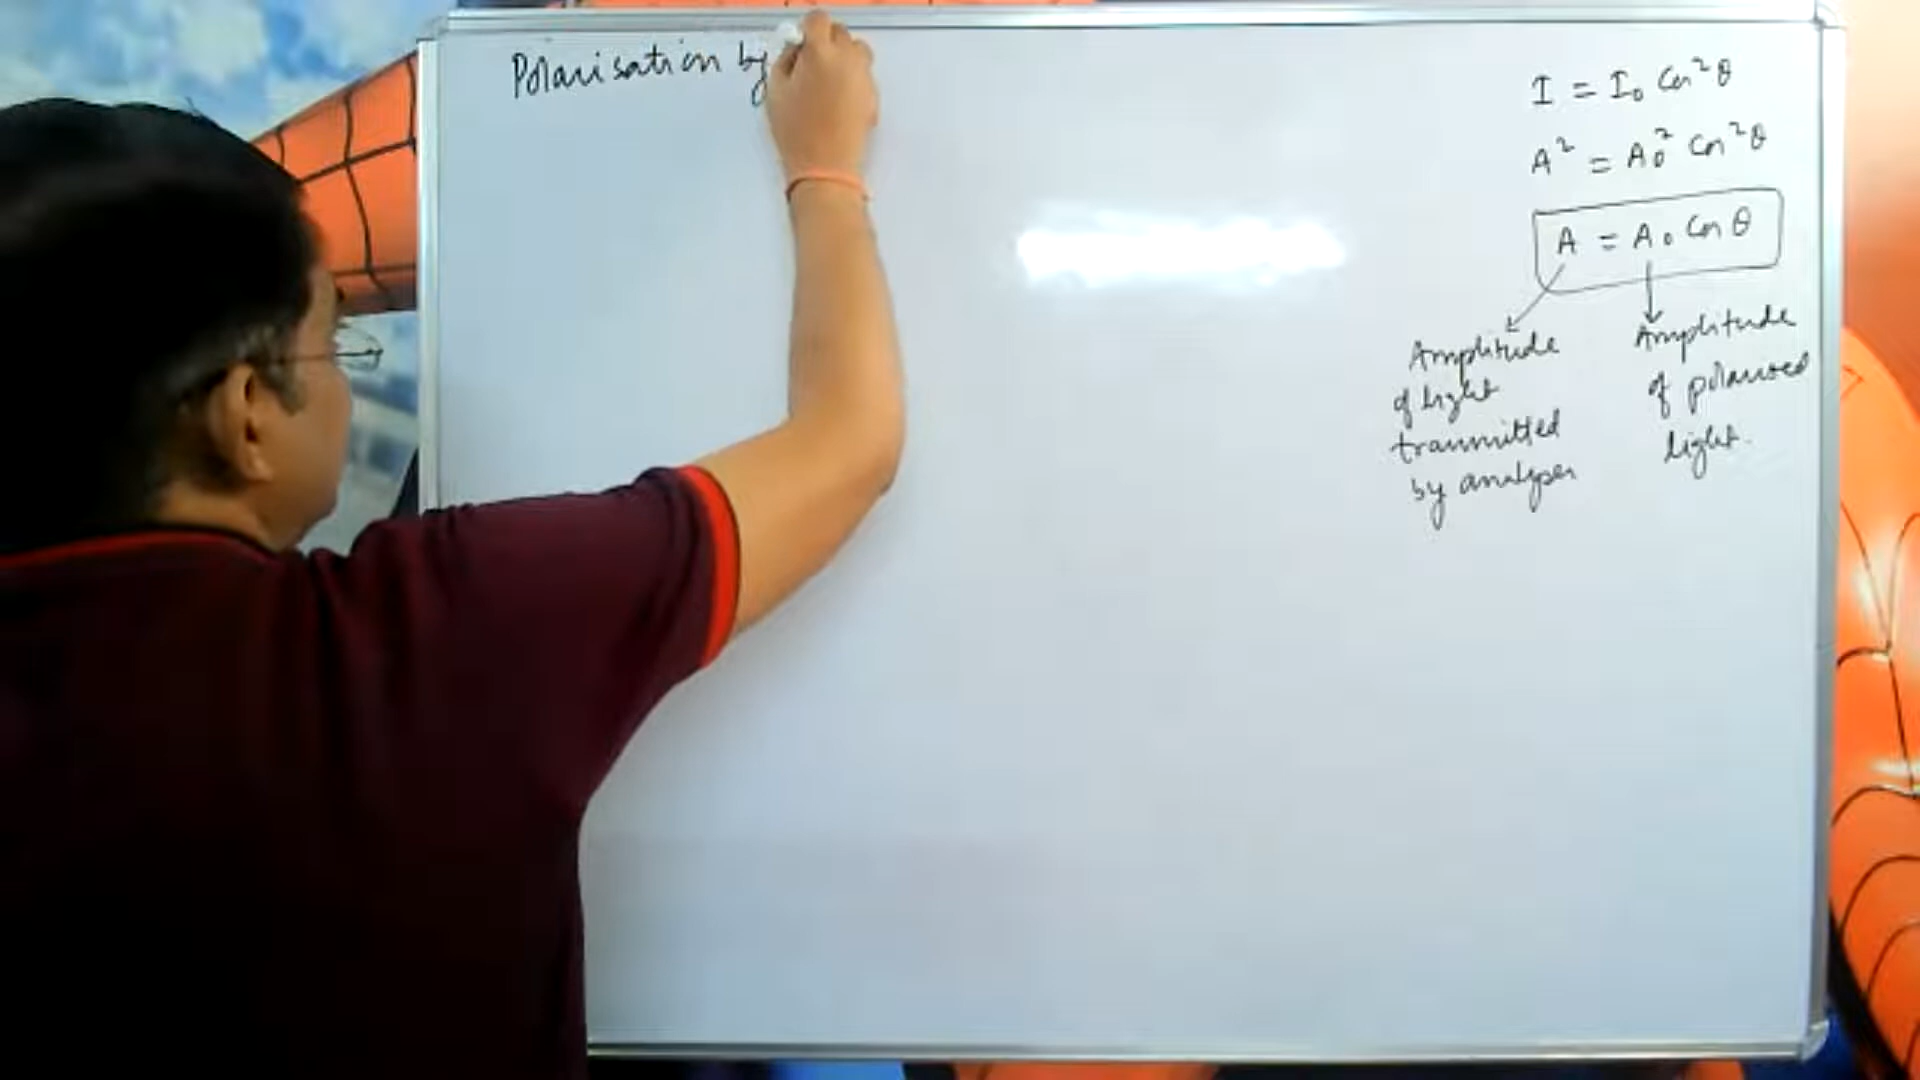 Polarisation by
I = I₀ Cos²θ
A² = A₀² Cos²θ
A = A₀ Cos θ
Amplitude
of light
transmitted
by analyser
Amplitude
of polarised
light.